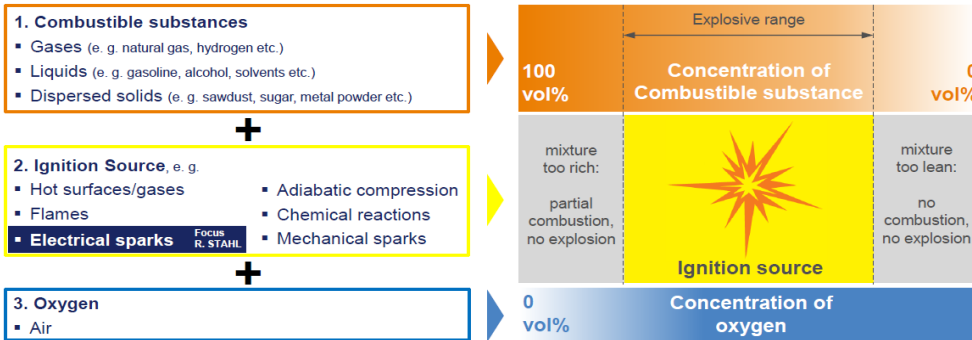 1. Combustible substances
▪ Gases (e. g. natural gas, hydrogen etc.)
▪ Liquids (e.g. gasoline, alcohol, solvents etc.)
▪ Dispersed solids (e.g. sawdust, sugar, metal powder etc.)
+
2. Ignition Source, e. g.
▪ Hot surfaces/gases
▪ Flames
▪ Electrical sparks
Focus
R. STAHL
▪ Adiabatic compression
▪ Chemical reactions
▪ Mechanical sparks
+
3. Oxygen
▪ Air
Explosive range
100
vol%
Concentration of
Combustible substance
0
vol%
mixture
too rich:
partial
combustion,
no explosion
Ignition source
mixture
too lean:
no
combustion,
no explosion
0
vol%
Concentration of
oxygen